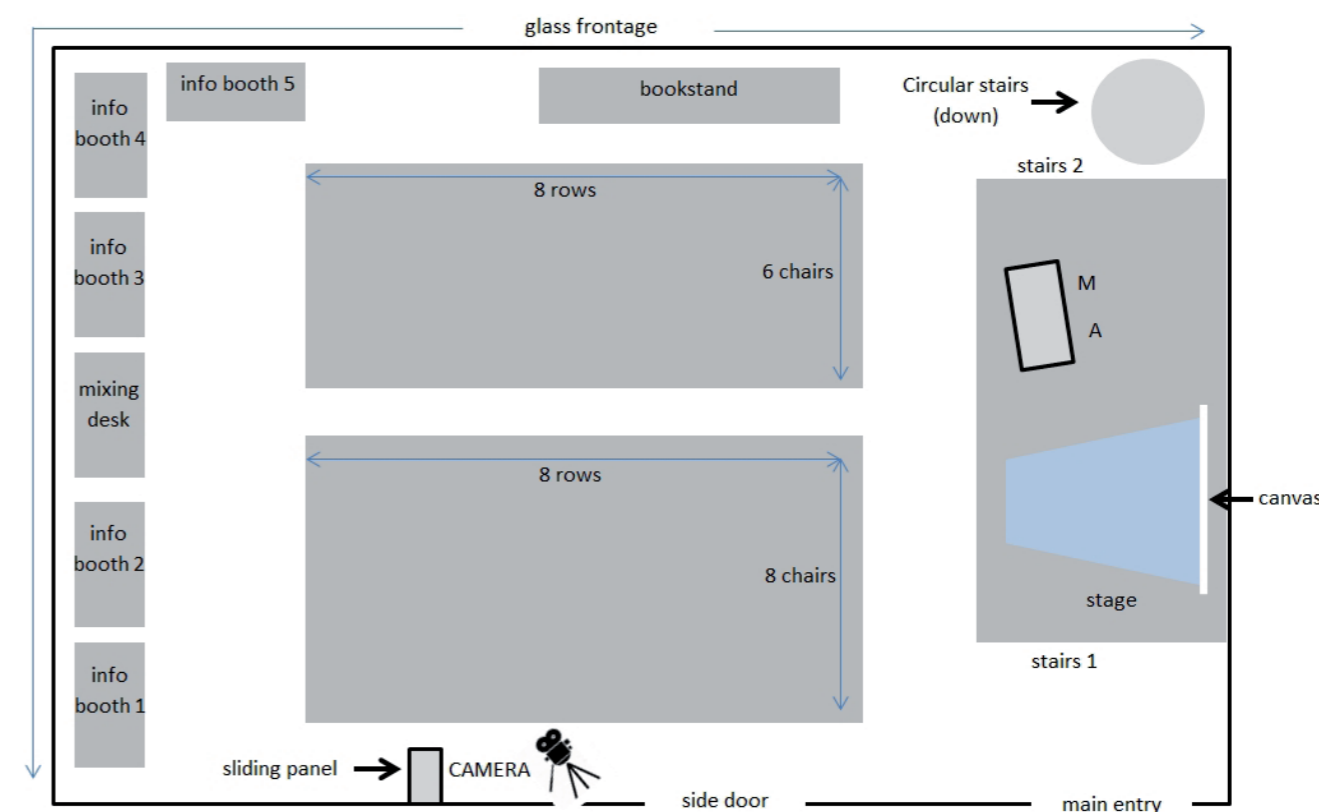 glass frontage
info
booth 4
info booth 5
bookstand
Circular stairs
(down)
stairs 2
8 rows
info
booth 3
6 chairs
M
A
mixing
desk
8 rows
canvas
info
booth 2
8 chairs
stage
stairs 1
info
booth 1
sliding panel
CAMERA
side door
main entry